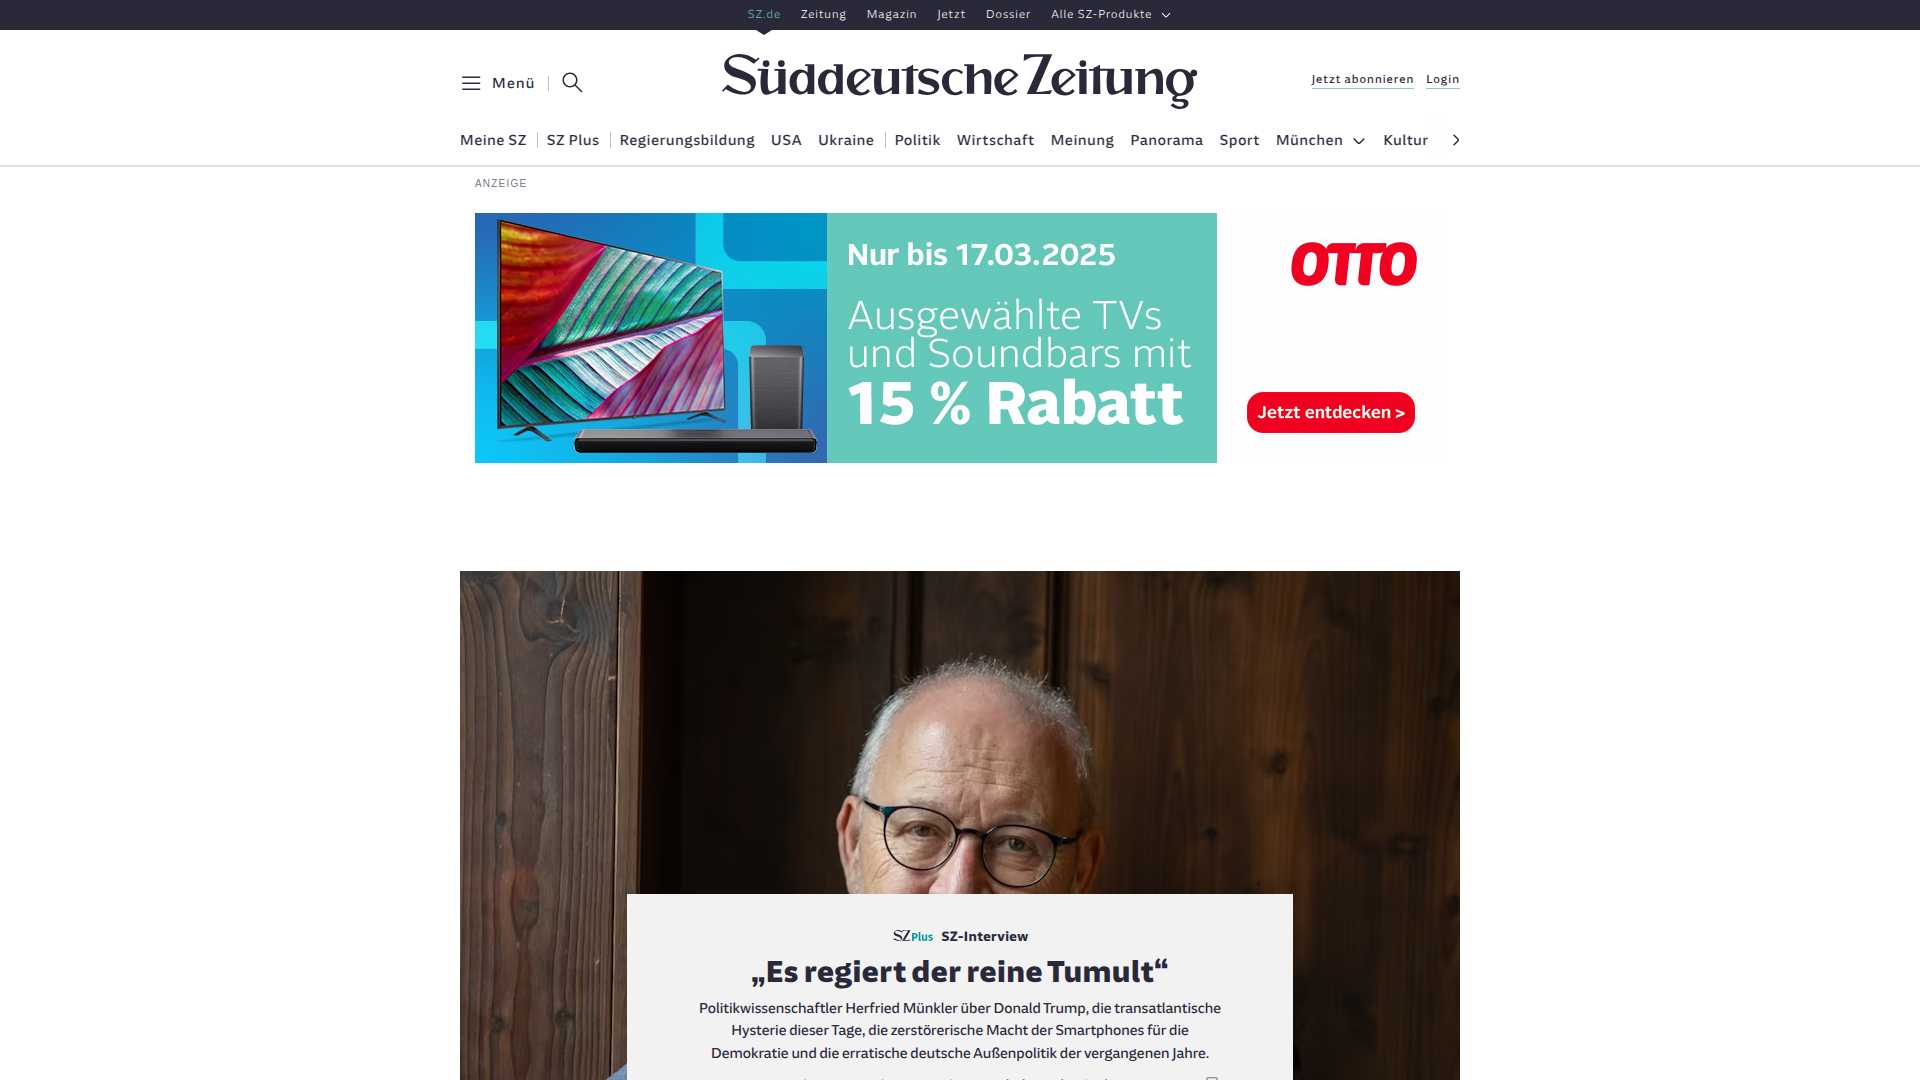 SZ.de Zeitung Magazin Jetzt Dossier Alle SZ-Produkte
Menü
Süddeutsche Zeitung
Jetzt abonnieren Login
Meine SZ SZ Plus Regierungsbildung USA Ukraine Politik Wirtschaft Meinung Panorama Sport München Kultur
ANZEIGE
Nur bis 17.03.2025
Ausgewählte TVs
und Soundbars mit
15 % Rabatt
OTTO
Jetzt entdecken >
SZ Plus SZ-Interview
„Es regiert der reine Tumult“
Politikwissenschaftler Herfried Münkler über Donald Trump, die transatlantische
Hysterie dieser Tage, die zerstörerische Macht der Smartphones für die
Demokratie und die erratische deutsche Außenpolitik der vergangenen Jahre.